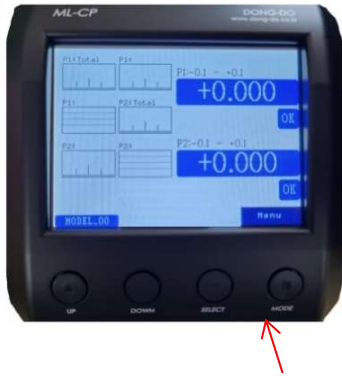 ML-CP
DONG-DO
www.dong-do.co.kr
P1:Total
P1:
P1:-0.1 ~ +0.1
+0.000
OK
P1:
P2:Total
P2:
P2:
P2:-0.1 ~ +0.1
+0.000
OK
MODEL.00
Menu
UP
DOWN
SELECT
MODE